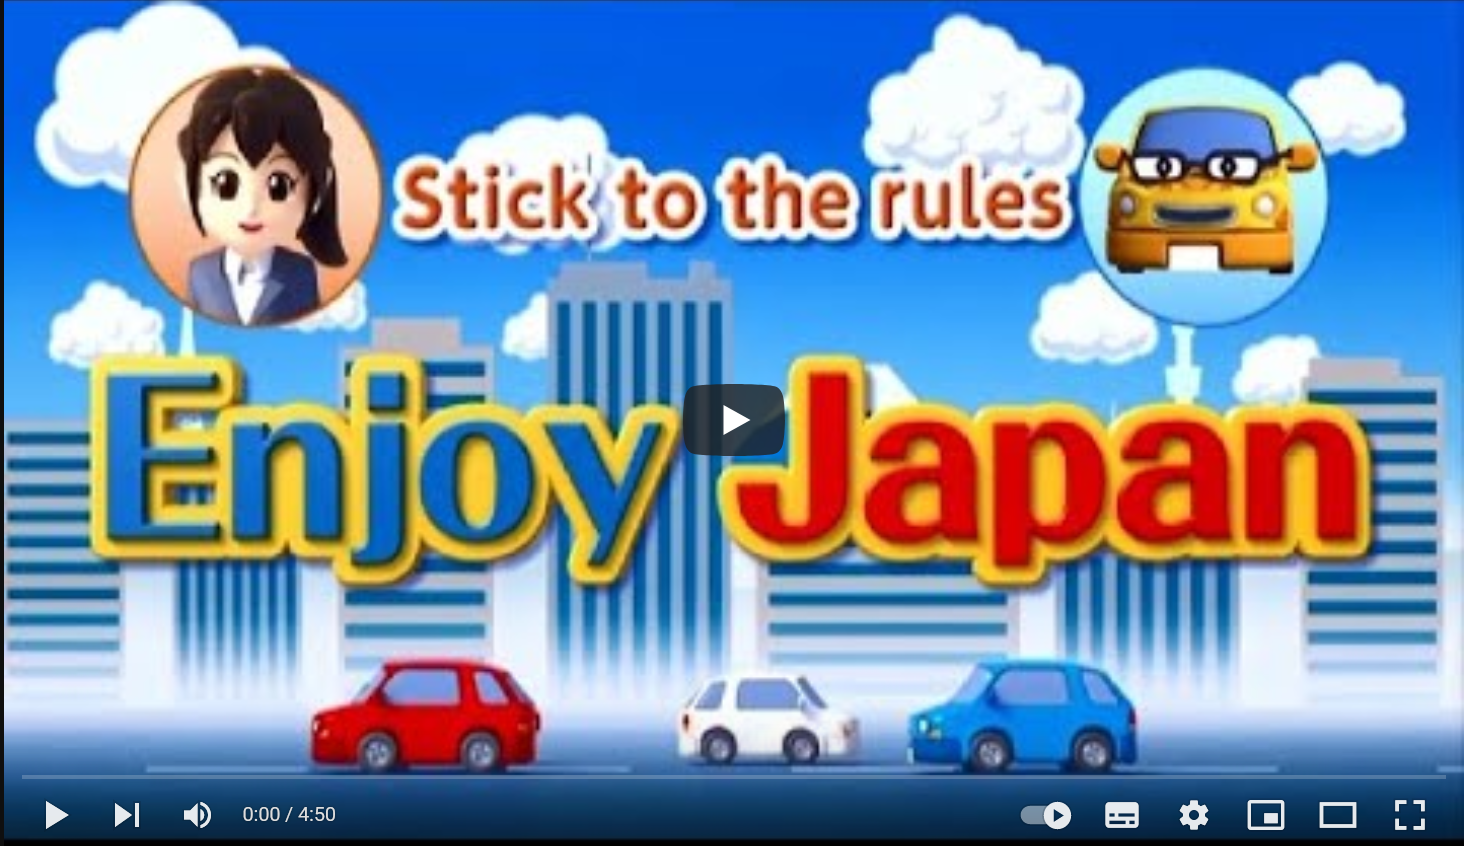 Stick to the rules
Enjoy Japan
0:00 / 4:50